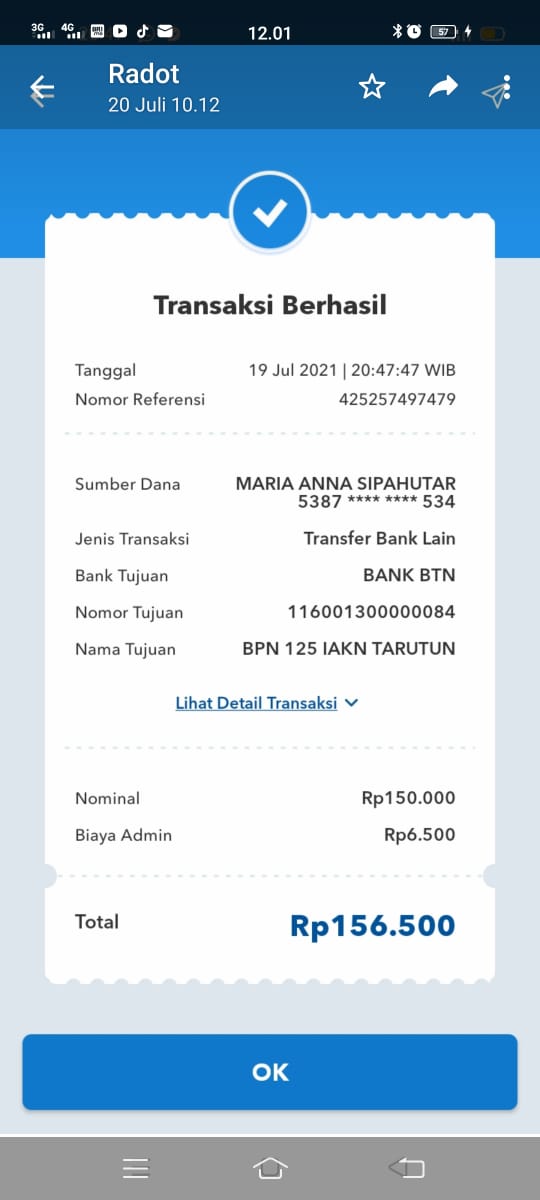 3G 4G 12.01 57
Radot
20 Juli 10.12
Transaksi Berhasil
Tanggal 19 Jul 2021 | 20:47:47 WIB
Nomor Referensi 425257497479
Sumber Dana MARIA ANNA SIPAHUTAR
5387 **** **** 534
Jenis Transaksi Transfer Bank Lain
Bank Tujuan BANK BTN
Nomor Tujuan 116001300000084
Nama Tujuan BPN 125 IAKN TARUTUN
Lihat Detail Transaksi
Nominal Rp150.000
Biaya Admin Rp6.500
Total Rp156.500
OK